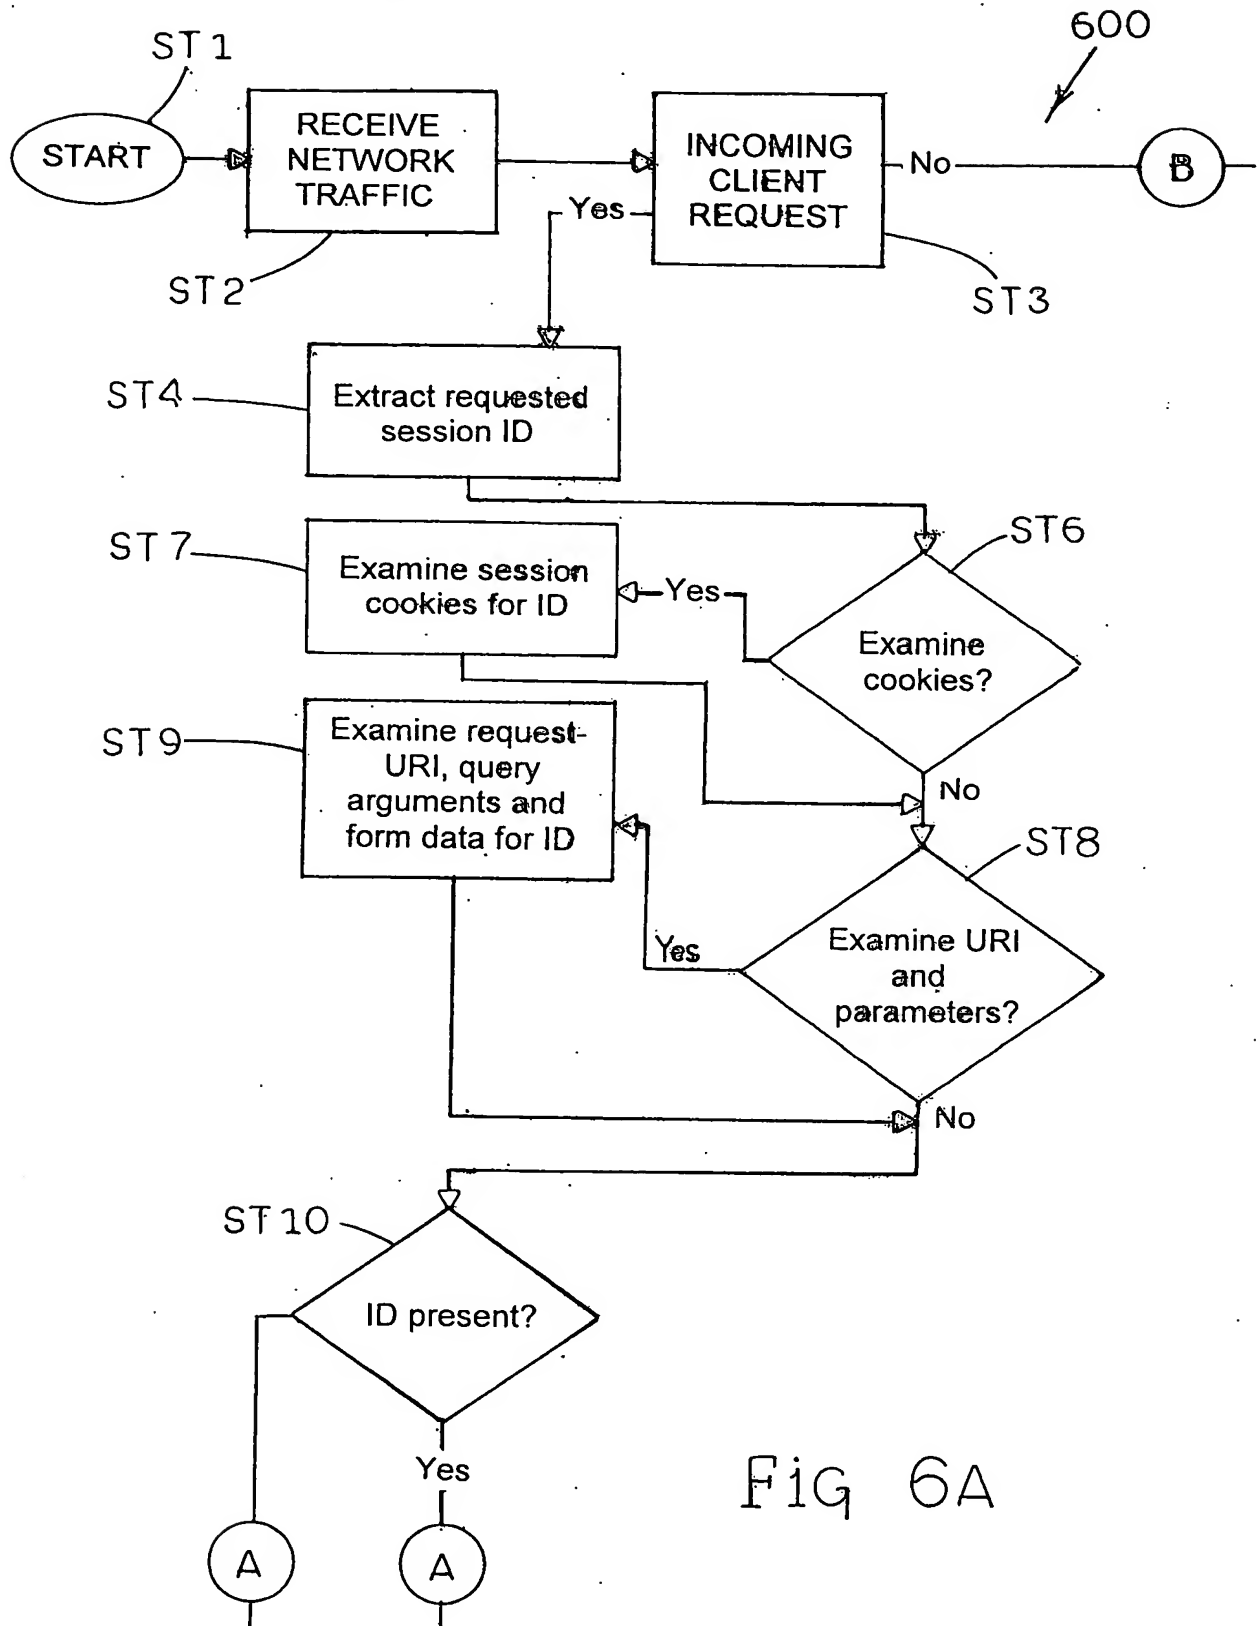 ST1
600
START
RECEIVE
NETWORK
TRAFFIC
INCOMING
CLIENT
REQUEST
No
B
Yes
ST2
ST3
ST4
Extract requested
session ID
ST6
ST7
Examine session
cookies for ID
Yes
Examine
cookies?
ST9
Examine request-
URI, query
arguments and
form data for ID
No
ST8
Yes
Examine URI
and
parameters?
No
ST10
ID present?
Yes
Fig 6A
A
A